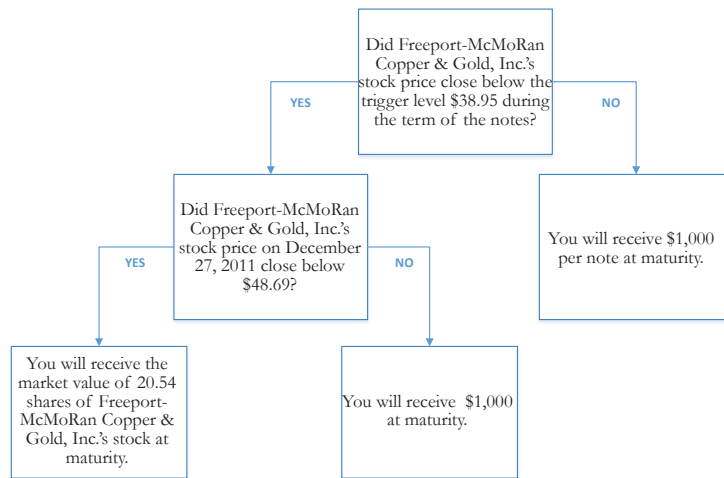 Did Freeport-McMoRan
Copper & Gold, Inc.'s
stock price close below the
trigger level $38.95 during
the term of the notes?
YES
NO
Did Freeport-McMoRan
Copper & Gold, Inc.'s
stock price on December
27, 2011 close below
$48.69?
You will receive $1,000
per note at maturity.
YES
NO
You will receive the
market value of 20.54
shares of Freeport-
McMoRan Copper &
Gold, Inc.'s stock at
maturity.
You will receive $1,000
at maturity.